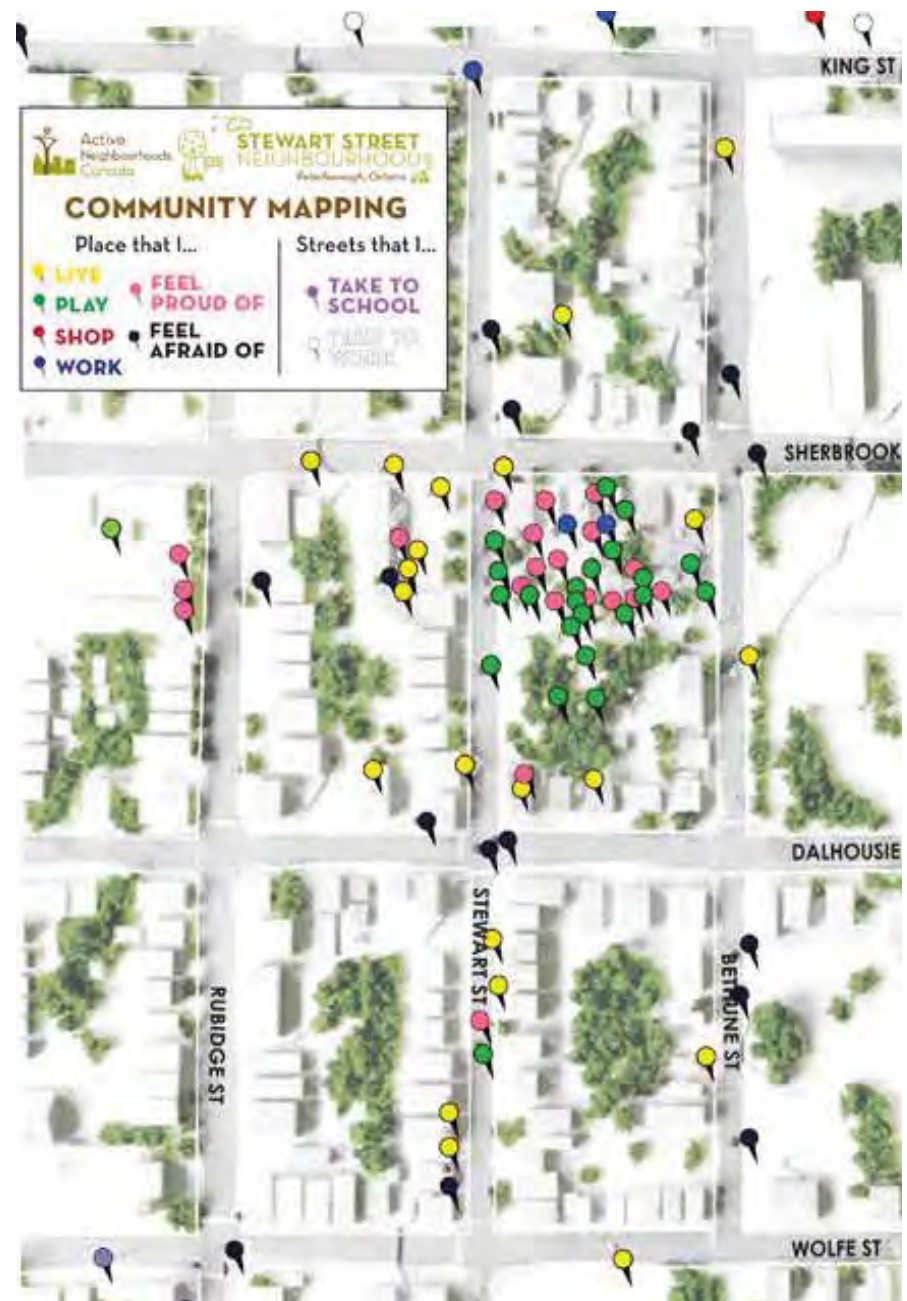 KING ST
Active
Neighbourhoods
Canada
STEWART STREET
NEIGHBOURHOODS
Peterborough, Ontario
COMMUNITY MAPPING
Place that I...
Streets that I...
LIVE
PLAY
SHOP
WORK
FEEL
PROUD OF
FEEL
AFRAID OF
TAKE TO
SCHOOL
TAKE TO
WORK
SHERBROOK
DALHOUSIE
STEWART ST
BETHUNE ST
RUBIDGE ST
WOLFE ST